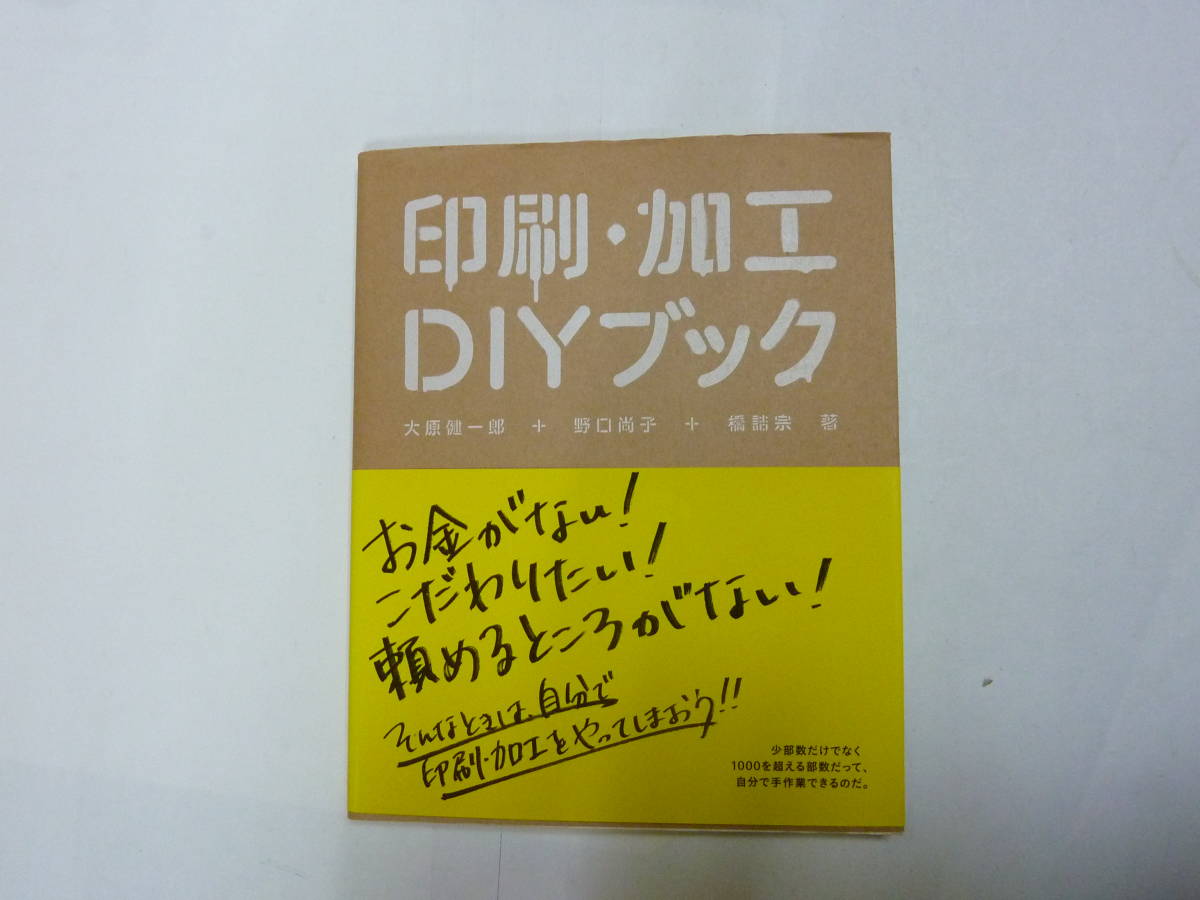 印刷・加工
DIYブック
大原健一郎 + 野口尚子 + 橋詰宗 著
お金がない!
こだわりたい!
頼めるところがない!
そんなときは、自分で
印刷・加工をやってしまおう!!
少部数だけでなく
1000を超える部数だって、
自分で手作業できるのだ。